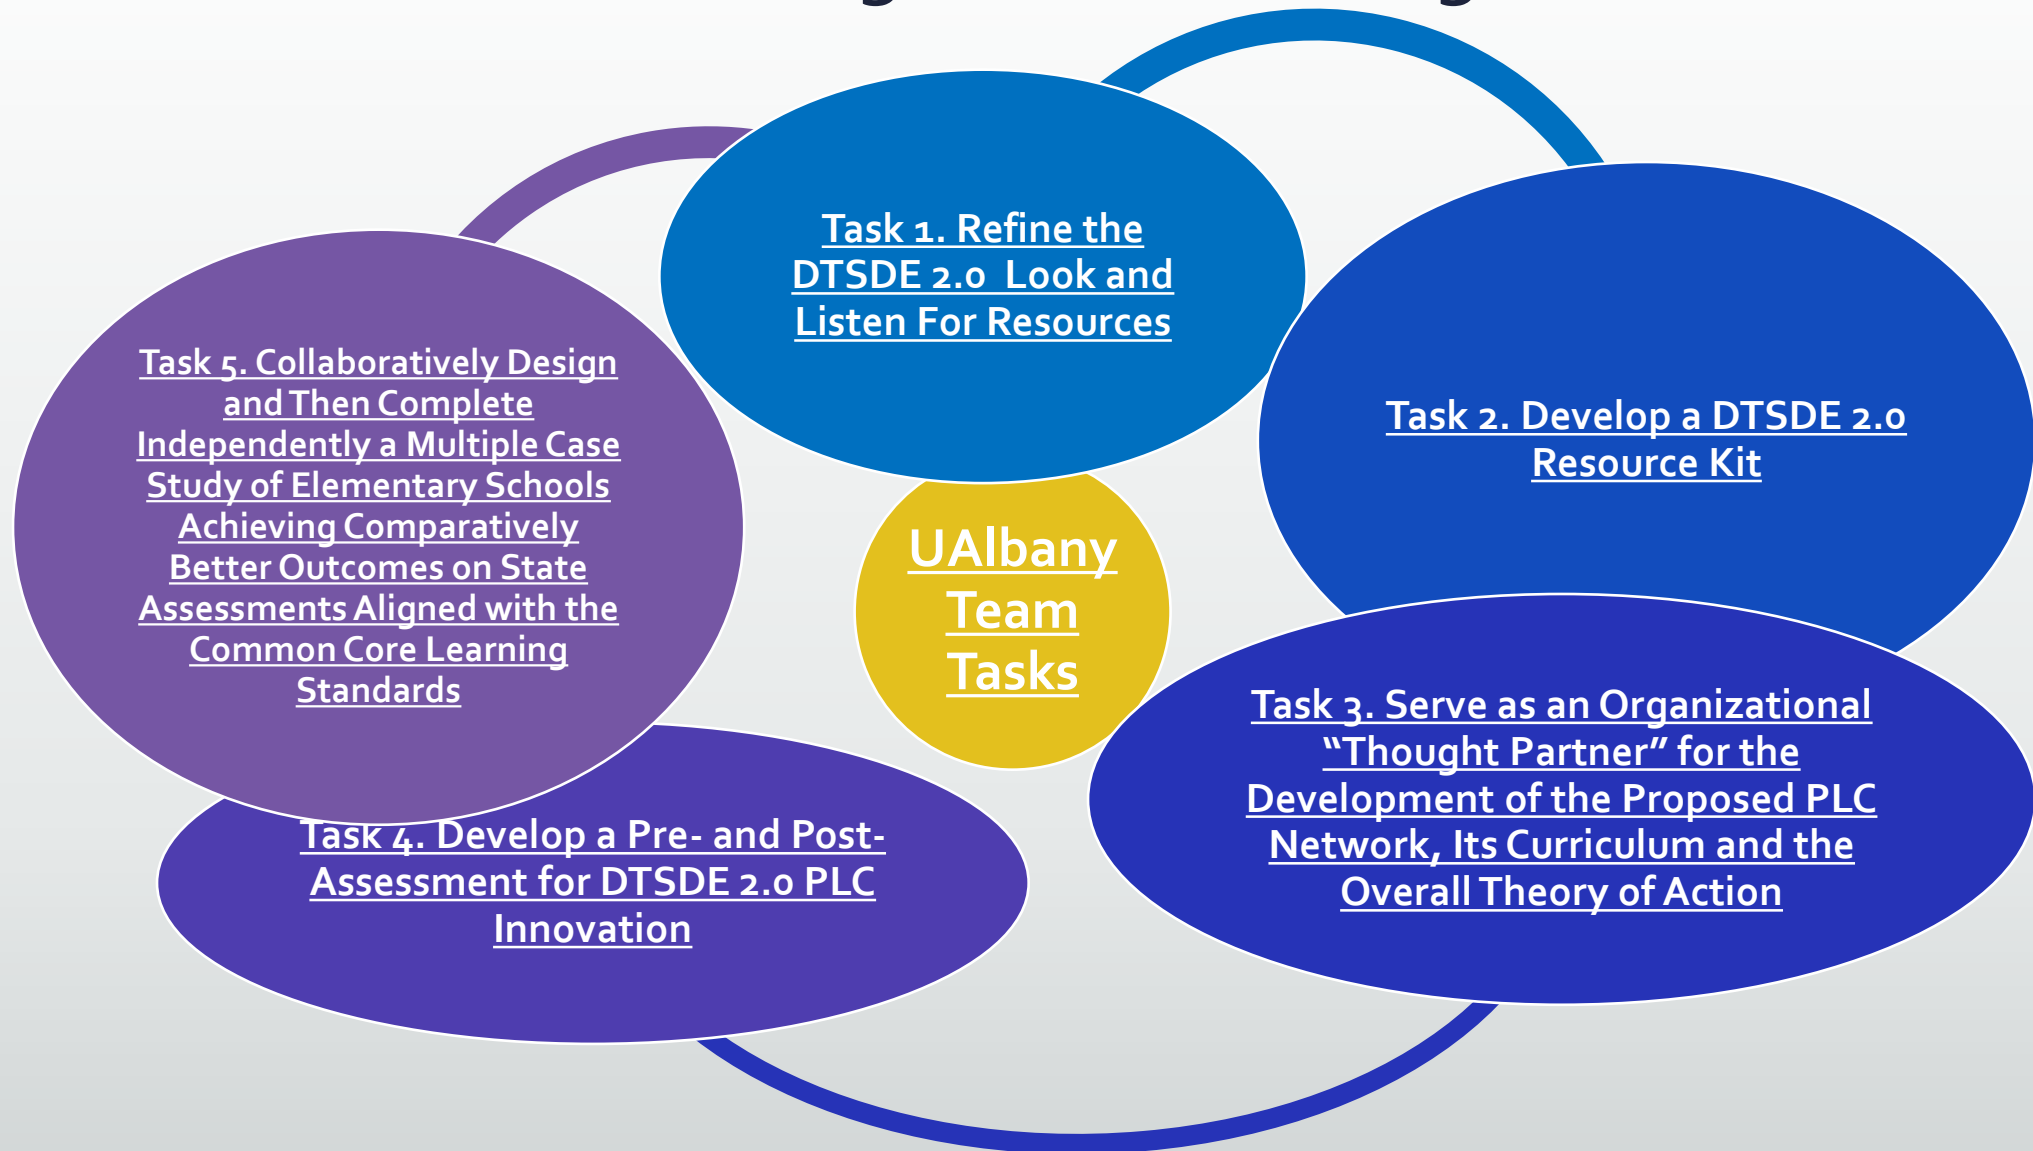 Task 1. Refine the
DTSDE 2.0 Look and
Listen For Resources
Task 2. Develop a DTSDE 2.0
Resource Kit
Task 3. Serve as an Organizational
“Thought Partner” for the
Development of the Proposed PLC
Network, Its Curriculum and the
Overall Theory of Action
Task 4. Develop a Pre- and Post-
Assessment for DTSDE 2.0 PLC
Innovation
Task 5. Collaboratively Design
and Then Complete
Independently a Multiple Case
Study of Elementary Schools
Achieving Comparatively
Better Outcomes on State
Assessments Aligned with the
Common Core Learning
Standards
UAlbany
Team
Tasks